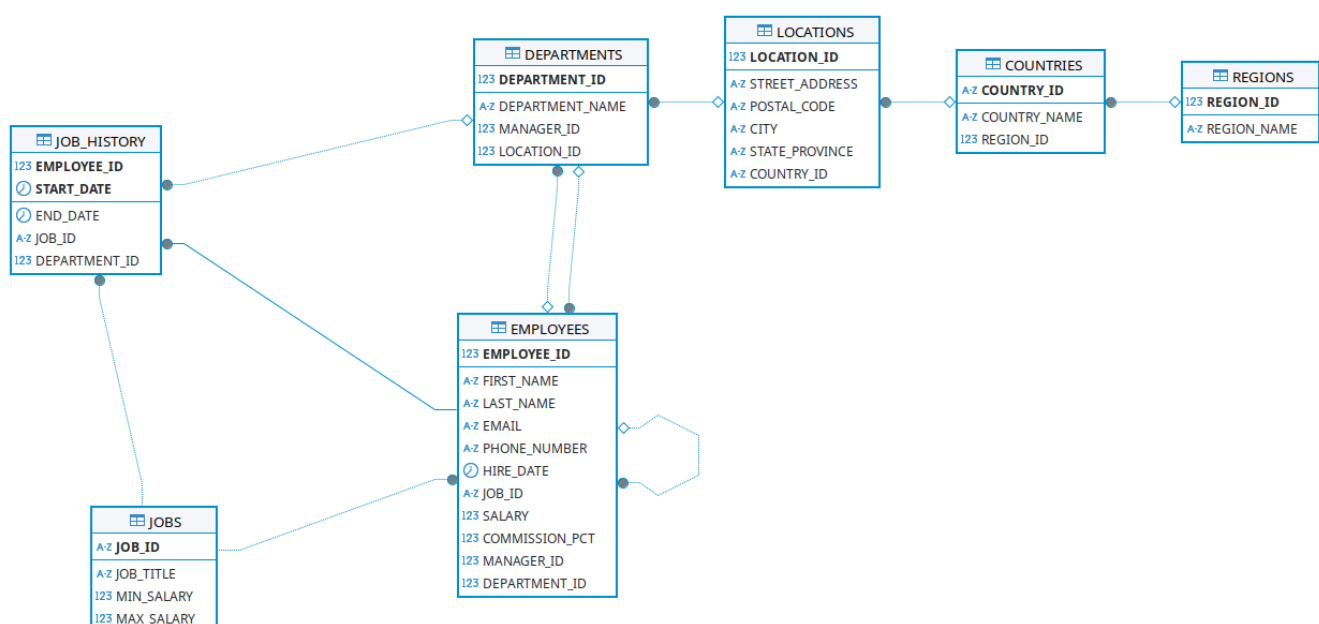 JOB_HISTORY
123 EMPLOYEE_ID
START_DATE
END_DATE
A-Z JOB_ID
123 DEPARTMENT_ID
DEPARTMENTS
123 DEPARTMENT_ID
A-Z DEPARTMENT_NAME
123 MANAGER_ID
123 LOCATION_ID
LOCATIONS
123 LOCATION_ID
A-Z STREET_ADDRESS
A-Z POSTAL_CODE
A-Z CITY
A-Z STATE_PROVINCE
A-Z COUNTRY_ID
COUNTRIES
A-Z COUNTRY_ID
A-Z COUNTRY_NAME
123 REGION_ID
REGIONS
123 REGION_ID
A-Z REGION_NAME
EMPLOYEES
123 EMPLOYEE_ID
A-Z FIRST_NAME
A-Z LAST_NAME
A-Z EMAIL
A-Z PHONE_NUMBER
HIRE_DATE
A-Z JOB_ID
123 SALARY
123 COMMISSION_PCT
123 MANAGER_ID
123 DEPARTMENT_ID
JOBS
A-Z JOB_ID
A-Z JOB_TITLE
123 MIN_SALARY
123 MAX_SALARY